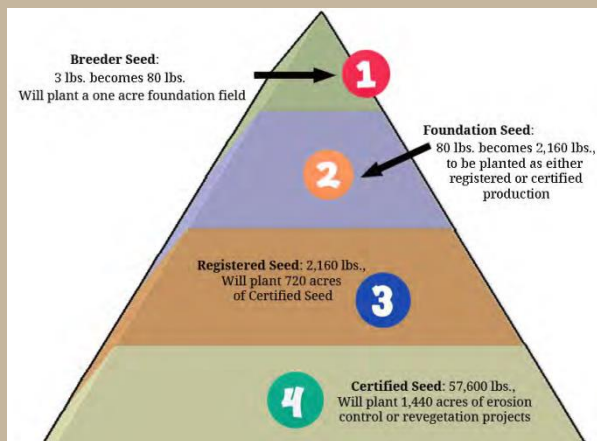 Breeder Seed:
3 lbs. becomes 80 lbs.
Will plant a one acre foundation field
1
Foundation Seed:
80 lbs. becomes 2,160 lbs.,
to be planted as either
registered or certified
production
2
Registered Seed: 2,160 lbs.,
Will plant 720 acres
of Certified Seed
3
4
Certified Seed: 57,600 lbs.,
Will plant 1,440 acres of erosion
control or revegetation projects